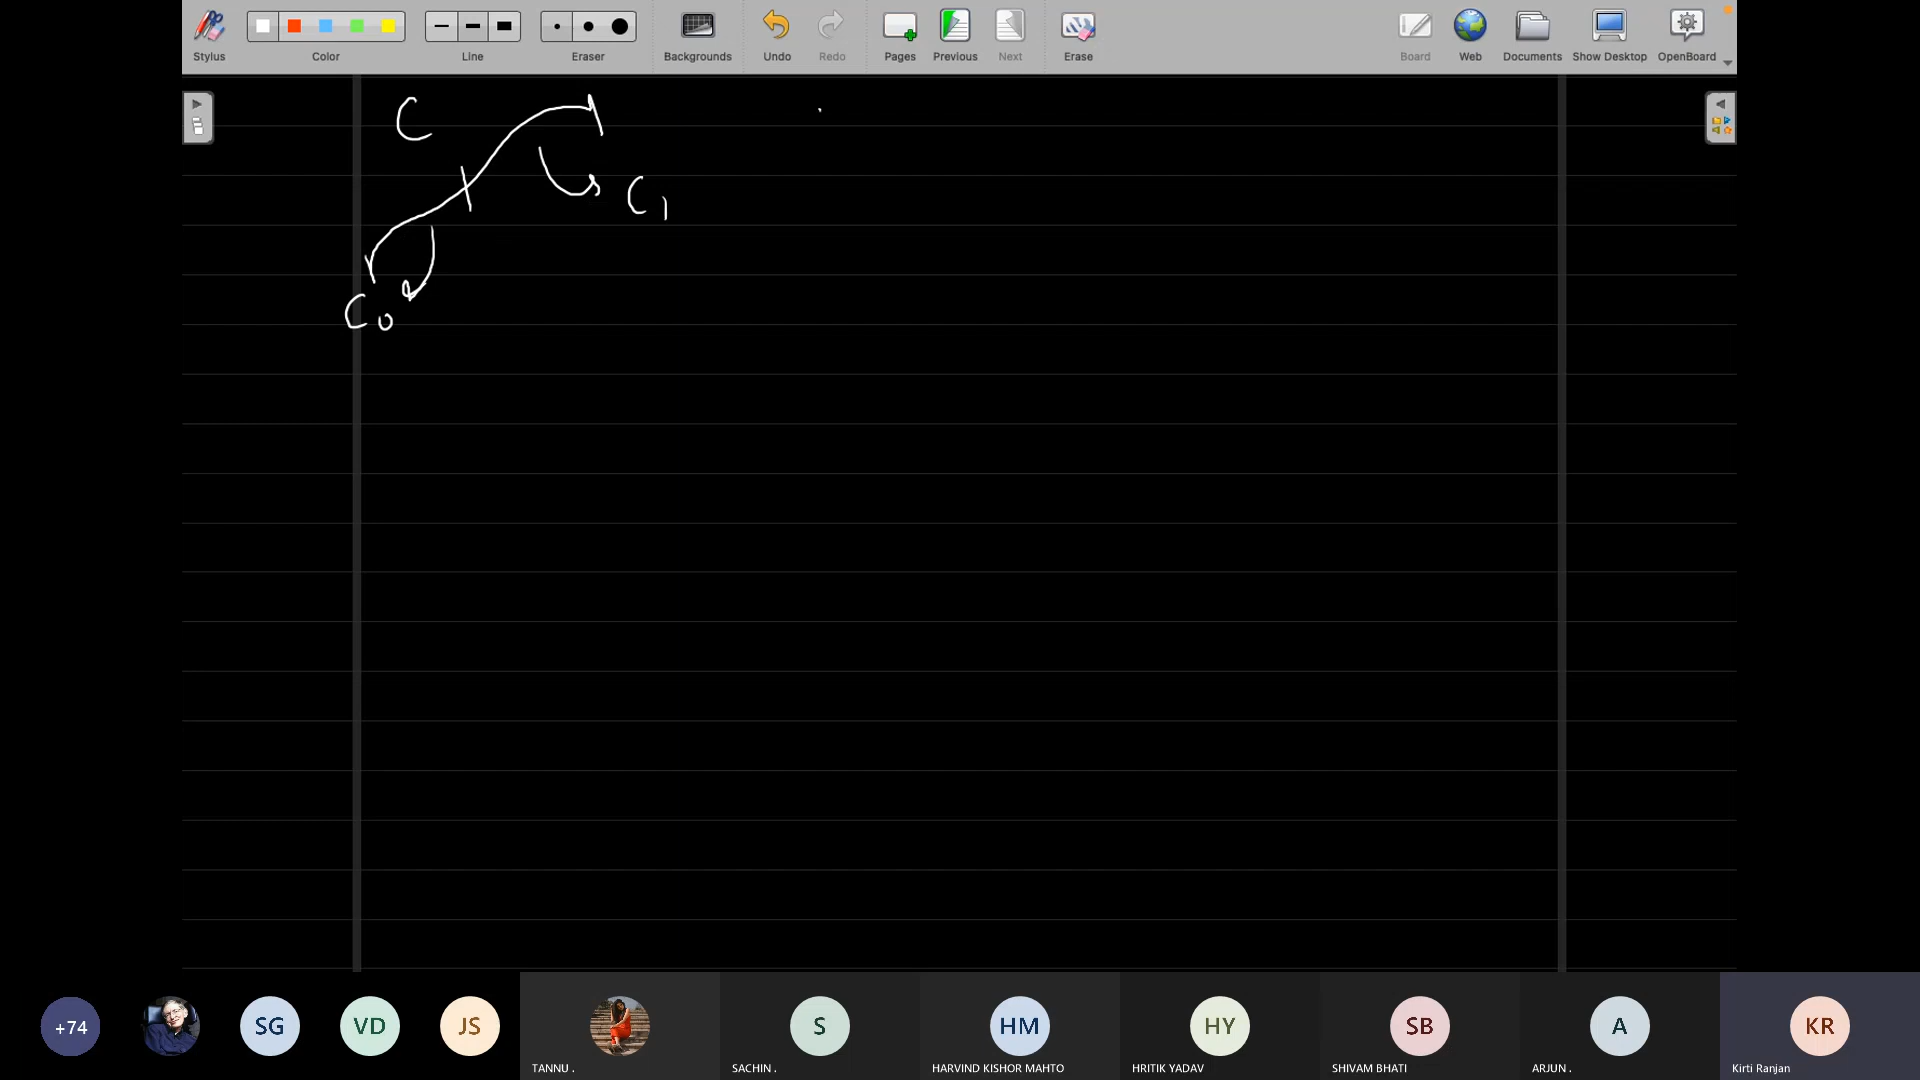 Stylus Color Line Eraser Backgrounds Undo Redo Pages Previous Next Erase Board Web Documents Show Desktop OpenBoard
C
C1
C0
+74 SG VD JS S HM HY SB A KR
TANNU . SACHIN . HARVIND KISHOR MAHTO HRITIK YADAV SHIVAM BHATI ARJUN . Kirti Ranjan